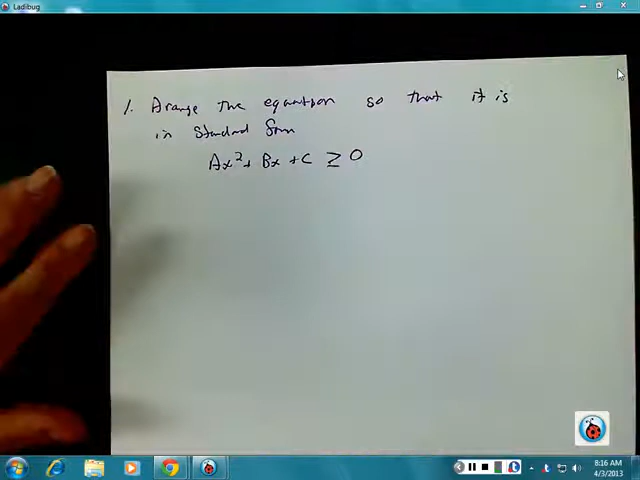 Ladibug
1. Arange the equation so that it is
in Standard Form
Ax² + Bx + C ≥ 0
8:16 AM
4/3/2013